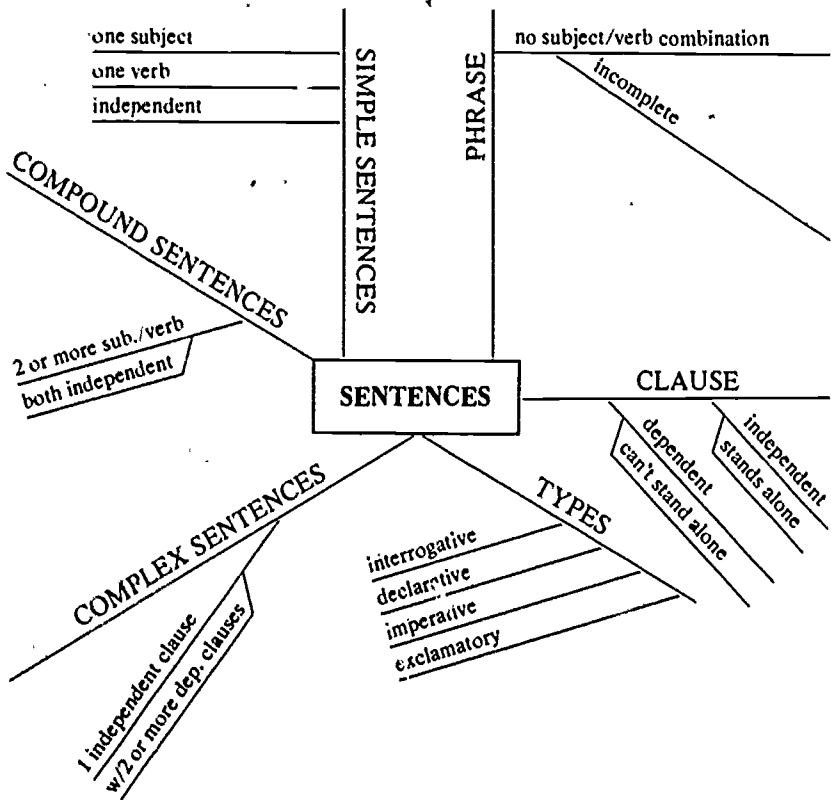 one subject
one verb
independent
SIMPLE SENTENCES
PHRASE
no subject/verb combination
incomplete
COMPOUND SENTENCES
2 or more sub./verb
both independent
SENTENCES
CLAUSE
dependent
can't stand alone
independent
stands alone
COMPLEX SENTENCES
1 independent clause
w/2 or more dep. clauses
TYPES
interrogative
declarative
imperative
exclamatory